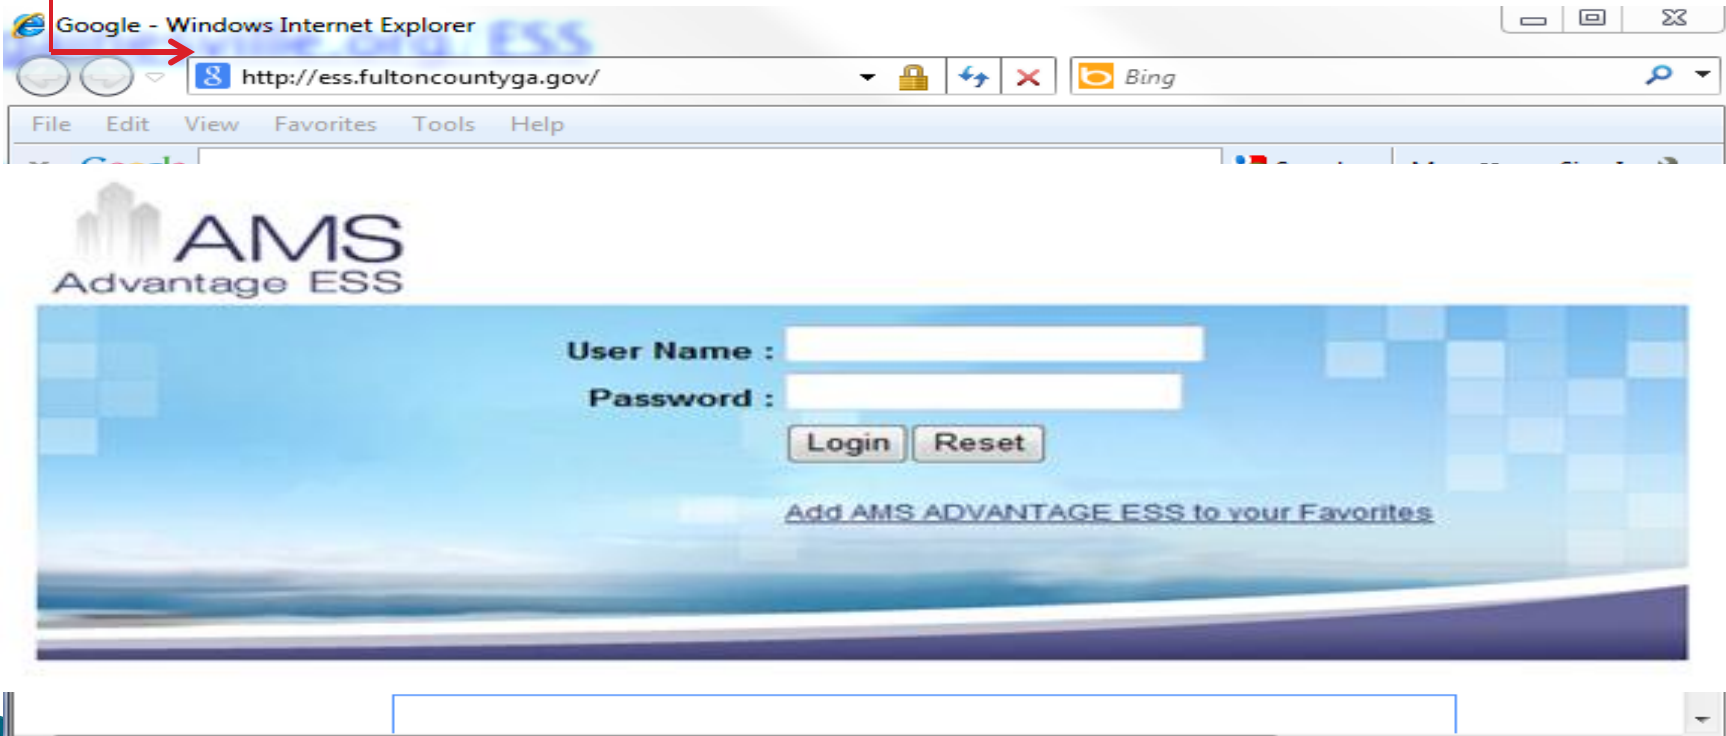 Google - Windows Internet Explorer
http://ess.fultoncountyga.gov/
Bing
File Edit View Favorites Tools Help
Google
AMS
Advantage ESS
User Name :
Password :
Login Reset
Add AMS ADVANTAGE ESS to your Favorites